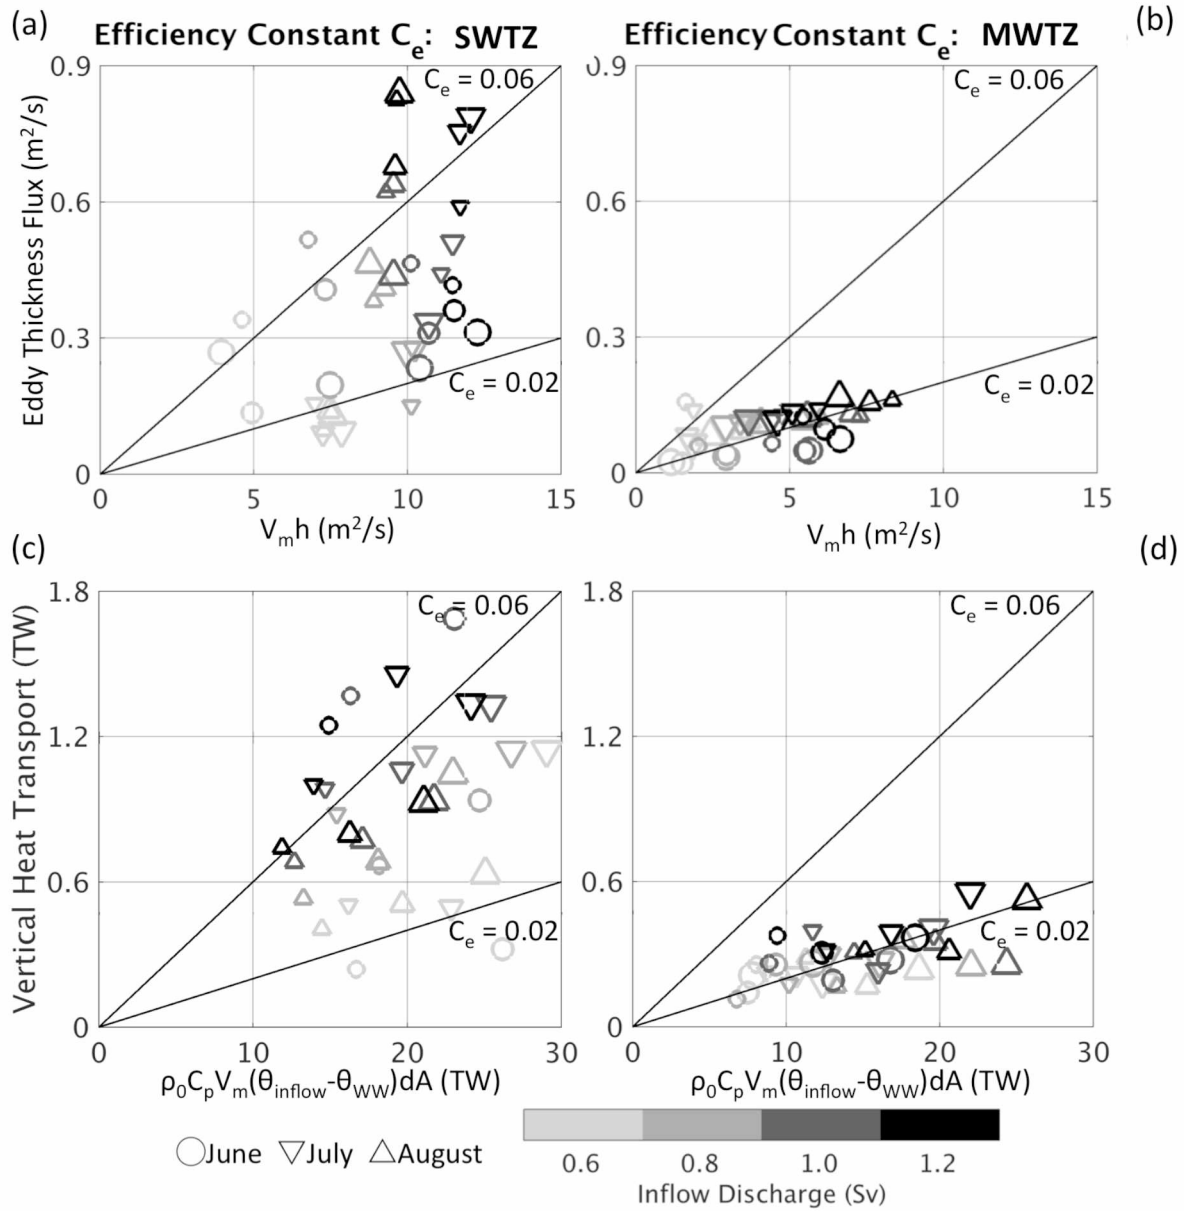 (a) Efficiency Constant Ce: SWTZ
Efficiency Constant Ce: MWTZ (b)
Eddy Thickness Flux (m²/s)
0.9
0.6
0.3
0
Ce = 0.06
Ce = 0.02
0 5 10 15
Vmh (m²/s)
.9
0.6
0.3
0
Ce = 0.06
Ce = 0.02
0 5 10 15
Vmh (m²/s)
(c)
(d)
Vertical Heat Transport (TW)
1.8
1.2
0.6
0
Ce = 0.06
Ce = 0.02
0 10 20 30
ρ0CpVm(θinflow-θWW)dA (TW)
1.8
1.2
0.6
0
Ce = 0.06
Ce = 0.02
0 10 20 30
ρ0CpVm(θinflow-θWW)dA (TW)
June July August
0.6 0.8 1.0 1.2
Inflow Discharge (Sv)